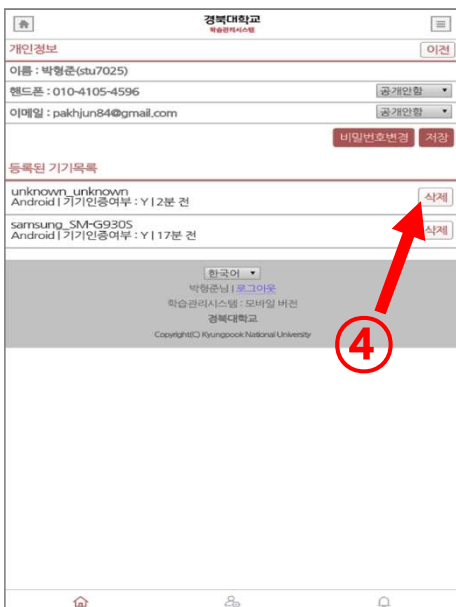 경북대학교
학습관리시스템
개인정보 이전
이름 : 박형준(stu7025)
핸드폰 : 010-4105-4596 공개안함
이메일 : pakhjun84@gmail.com 공개안함
비밀번호변경 저장
등록된 기기목록
unknown_unknown
Android | 기기인증여부 : Y | 2분 전 삭제
samsung_SM-G930S
Android | 기기인증여부 : Y | 17분 전 삭제
한국어
박형준님 | 로그아웃
학습관리시스템 : 모바일 버전
경북대학교
Copyright(C) Kyungpook National University
④